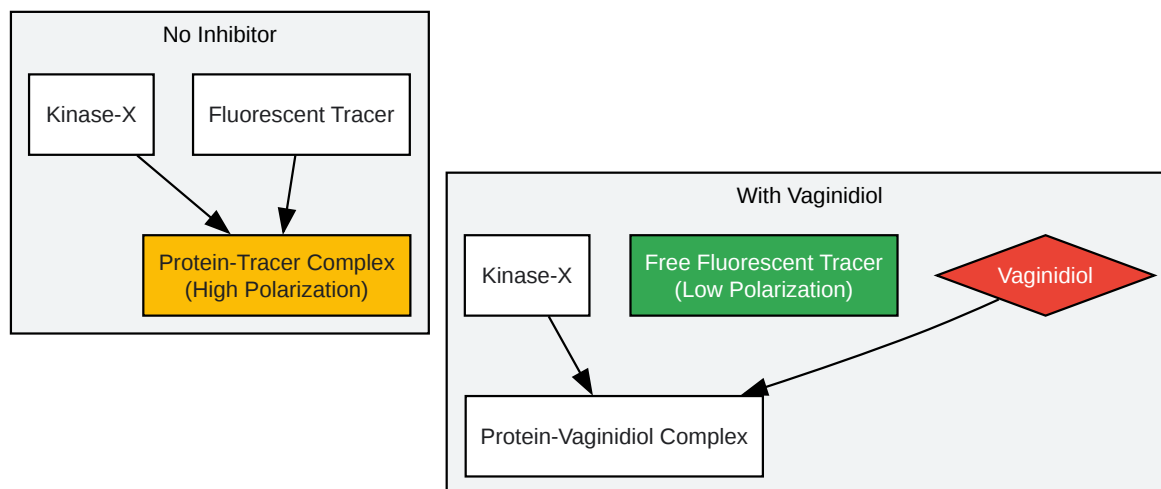 No Inhibitor
Kinase-X
Fluorescent Tracer
Protein-Tracer Complex
(High Polarization)
With Vaginidiol
Kinase-X
Free Fluorescent Tracer
(Low Polarization)
Vaginidiol
Protein-Vaginidiol Complex